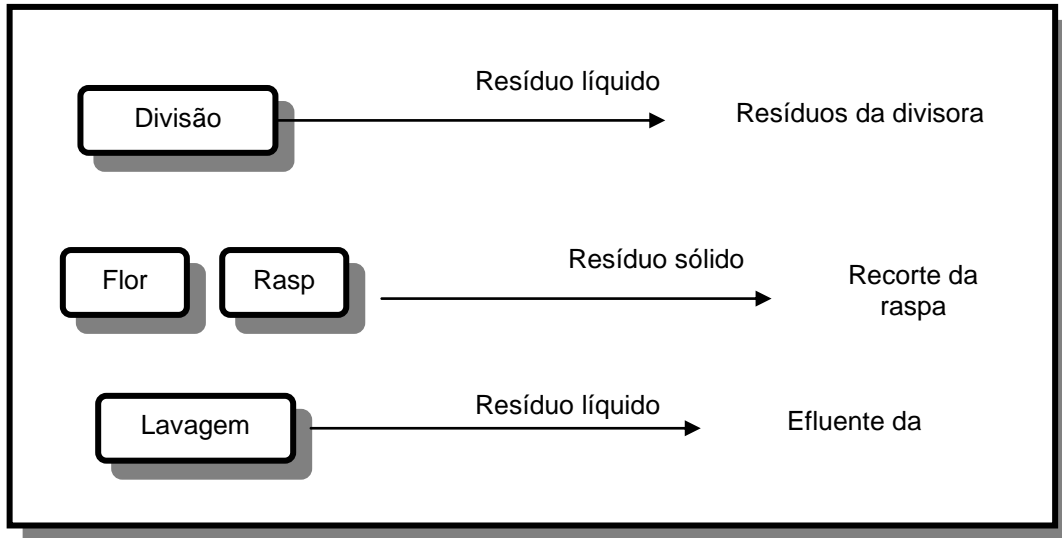 Resíduo líquido
Divisão
Resíduos da divisora
Flor
Rasp
Resíduo sólido
Recorte da
raspa
Lavagem
Resíduo líquido
Efluente da